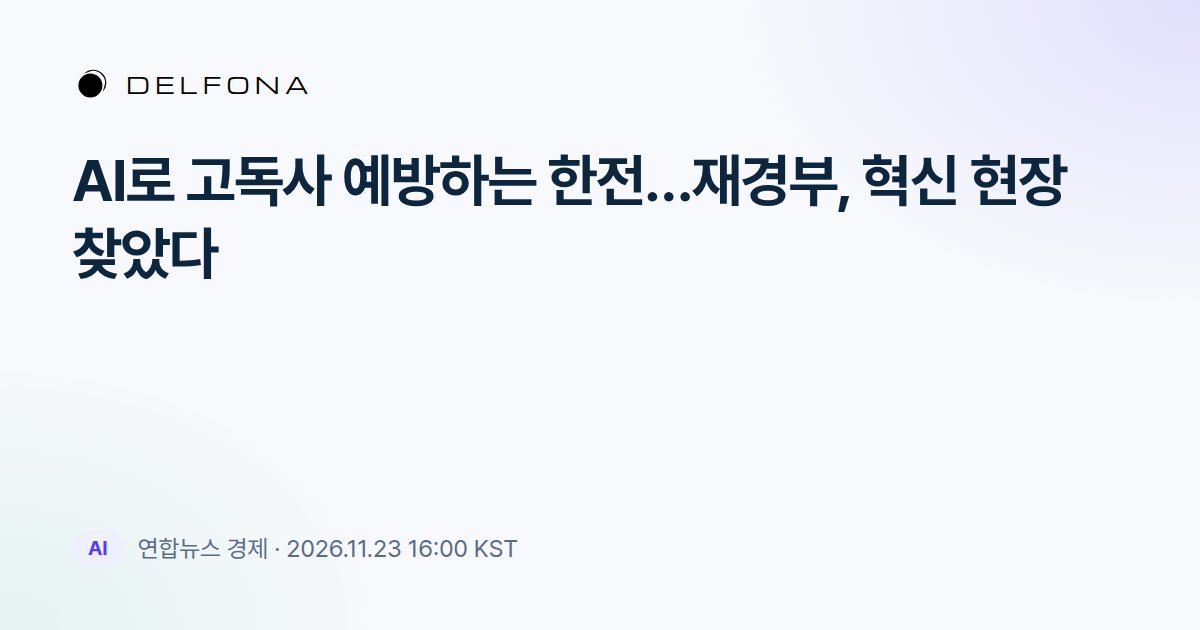 DELFONA
AI로 고독사 예방하는 한전…재경부, 혁신 현장
찾았다
AI 연합뉴스 경제 · 2026.11.23 16:00 KST